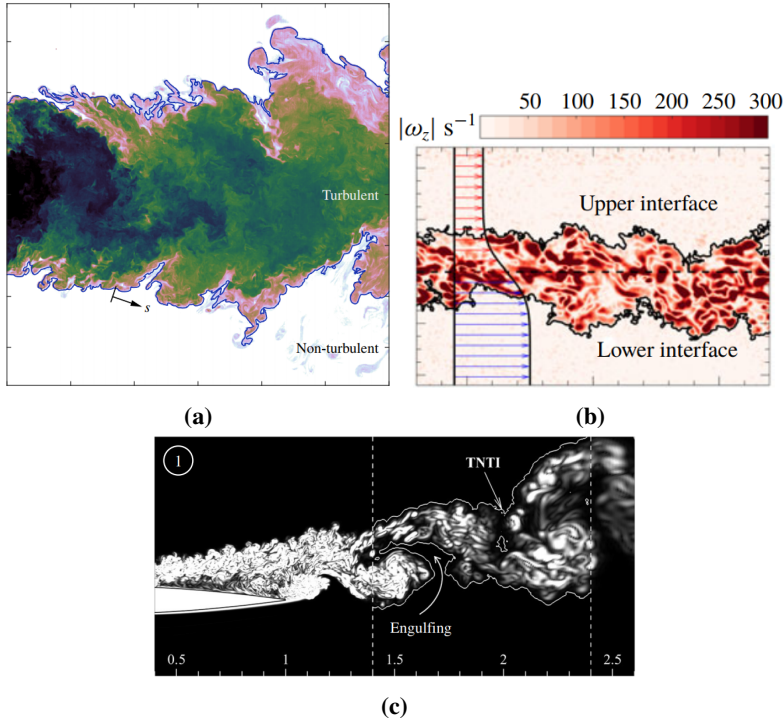 Turbulent
s
Non-turbulent
(a)
|ω_z| s⁻¹
50 100 150 200 250 300
Upper interface
Lower interface
(b)
1
TNTI
Engulfing
0.5 1 1.5 2 2.5
(c)